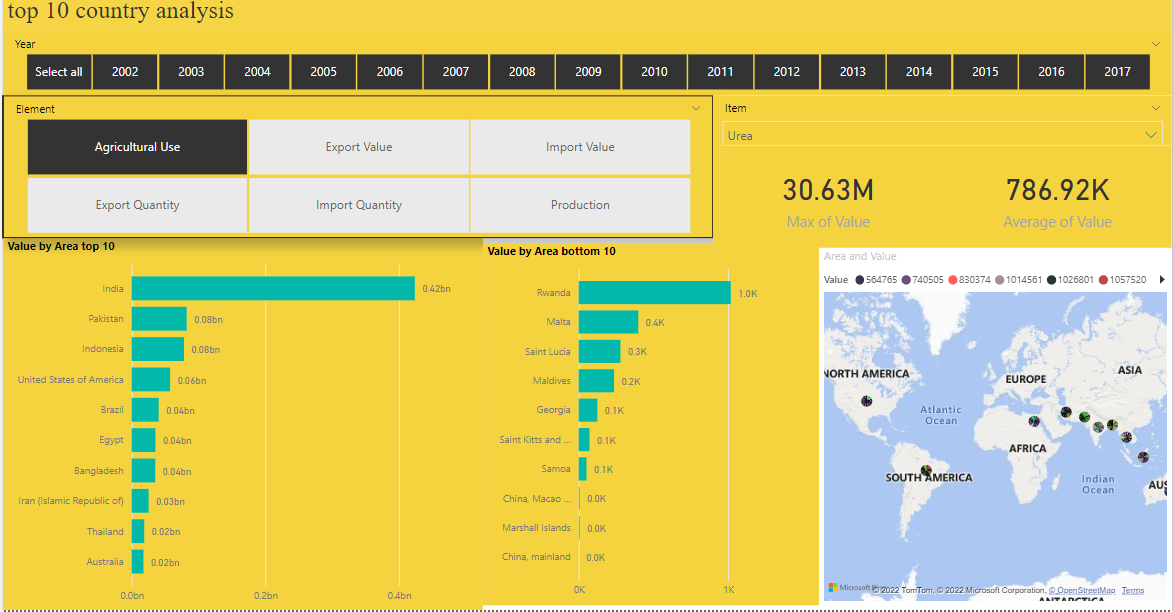 top 10 country analysis
Year
Select all 2002 2003 2004 2005 2006 2007 2008 2009 2010 2011 2012 2013 2014 2015 2016 2017
Element
Agricultural Use Export Value Import Value
Export Quantity Import Quantity Production
Item
Urea
30.63M 786.92K
Max of Value Average of Value
Value by Area top 10
India 0.42bn
Pakistan 0.08bn
Indonesia 0.08bn
United States of America 0.06bn
Brazil 0.04bn
Egypt 0.04bn
Bangladesh 0.04bn
Iran (Islamic Republic of) 0.03bn
Thailand 0.02bn
Australia 0.02bn
0.0bn 0.2bn 0.4bn
Value by Area bottom 10
Rwanda 1.0K
Malta 0.4K
Saint Lucia 0.3K
Maldives 0.2K
Georgia 0.1K
Saint Kitts and ... 0.1K
Samoa 0.1K
China, Macao ... 0.0K
Marshall Islands 0.0K
China, mainland 0.0K
0K 1K
Area and Value
Value 564765 740505 830374 1014561 1026801 1057520
NORTH AMERICA
EUROPE
ASIA
Atlantic
Ocean
AFRICA
SOUTH AMERICA
Indian
Ocean
AUS
Microsoft
© 2022 TomTom, © 2022 Microsoft Corporation, © OpenStreetMap Terms
ANTARCTICA